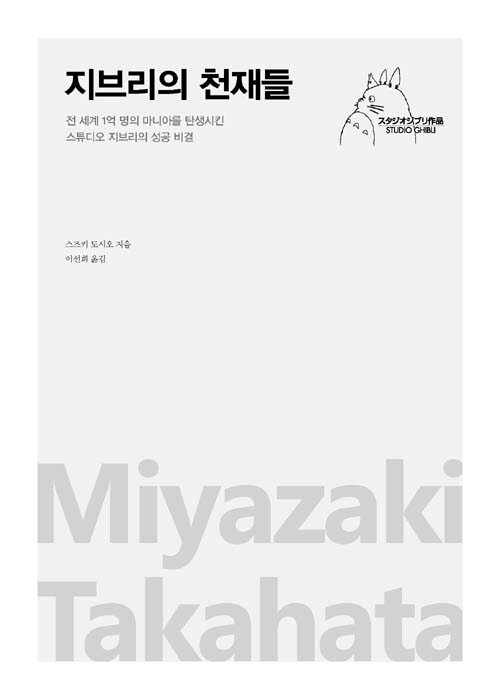 지브리의 천재들
전 세계 1억 명의 마니아를 탄생시킨
스튜디오 지브리의 성공 비결
スタジオジブリ作品
STUDIO GHIBLI
스즈키 도시오 지음
이선희 옮김
Miyazaki
Takahata